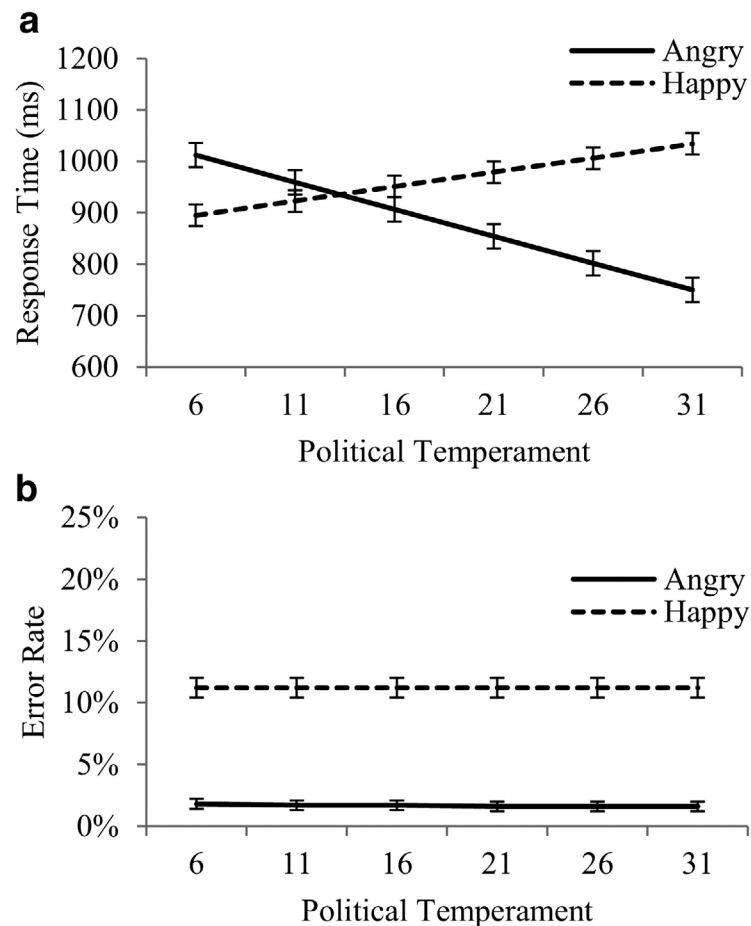 a
1200
1100
1000
900
800
700
600
Response Time (ms)
Angry
Happy
6 11 16 21 26 31
Political Temperament
b
25%
20%
15%
10%
5%
0%
Error Rate
Angry
Happy
6 11 16 21 26 31
Political Temperament